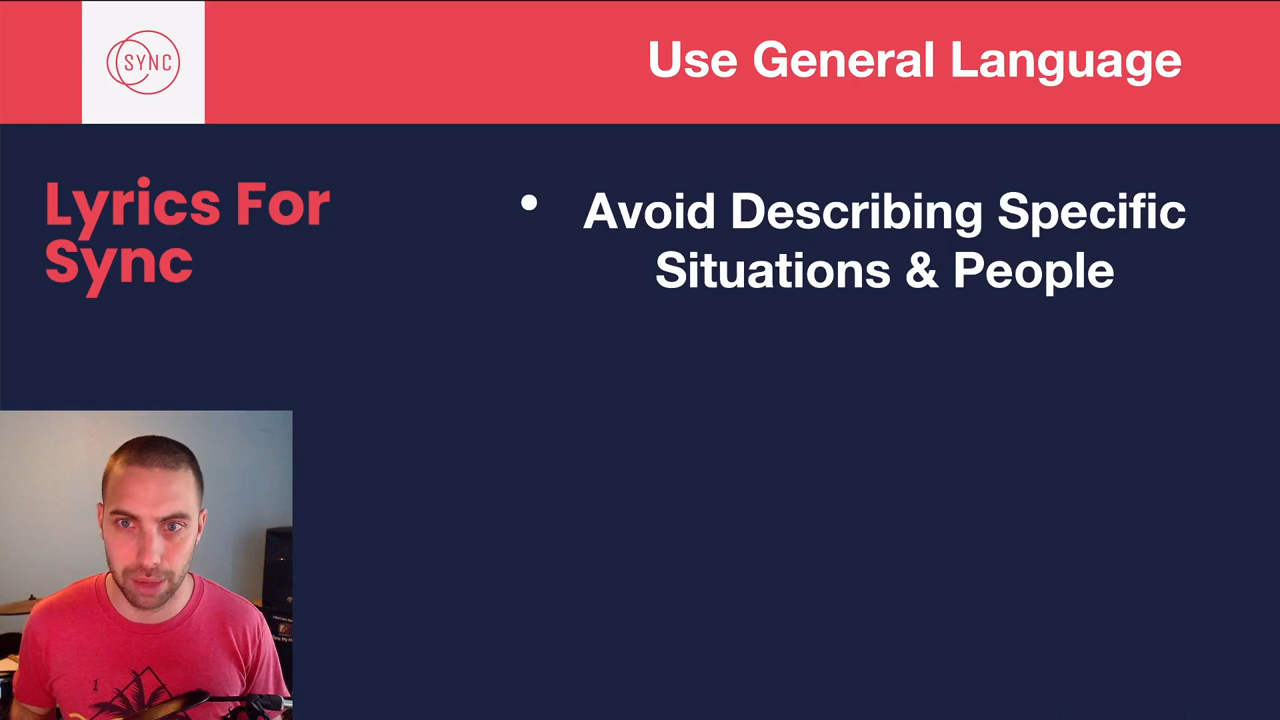 SYNC
Use General Language
Lyrics For
Sync
• Avoid Describing Specific
Situations & People